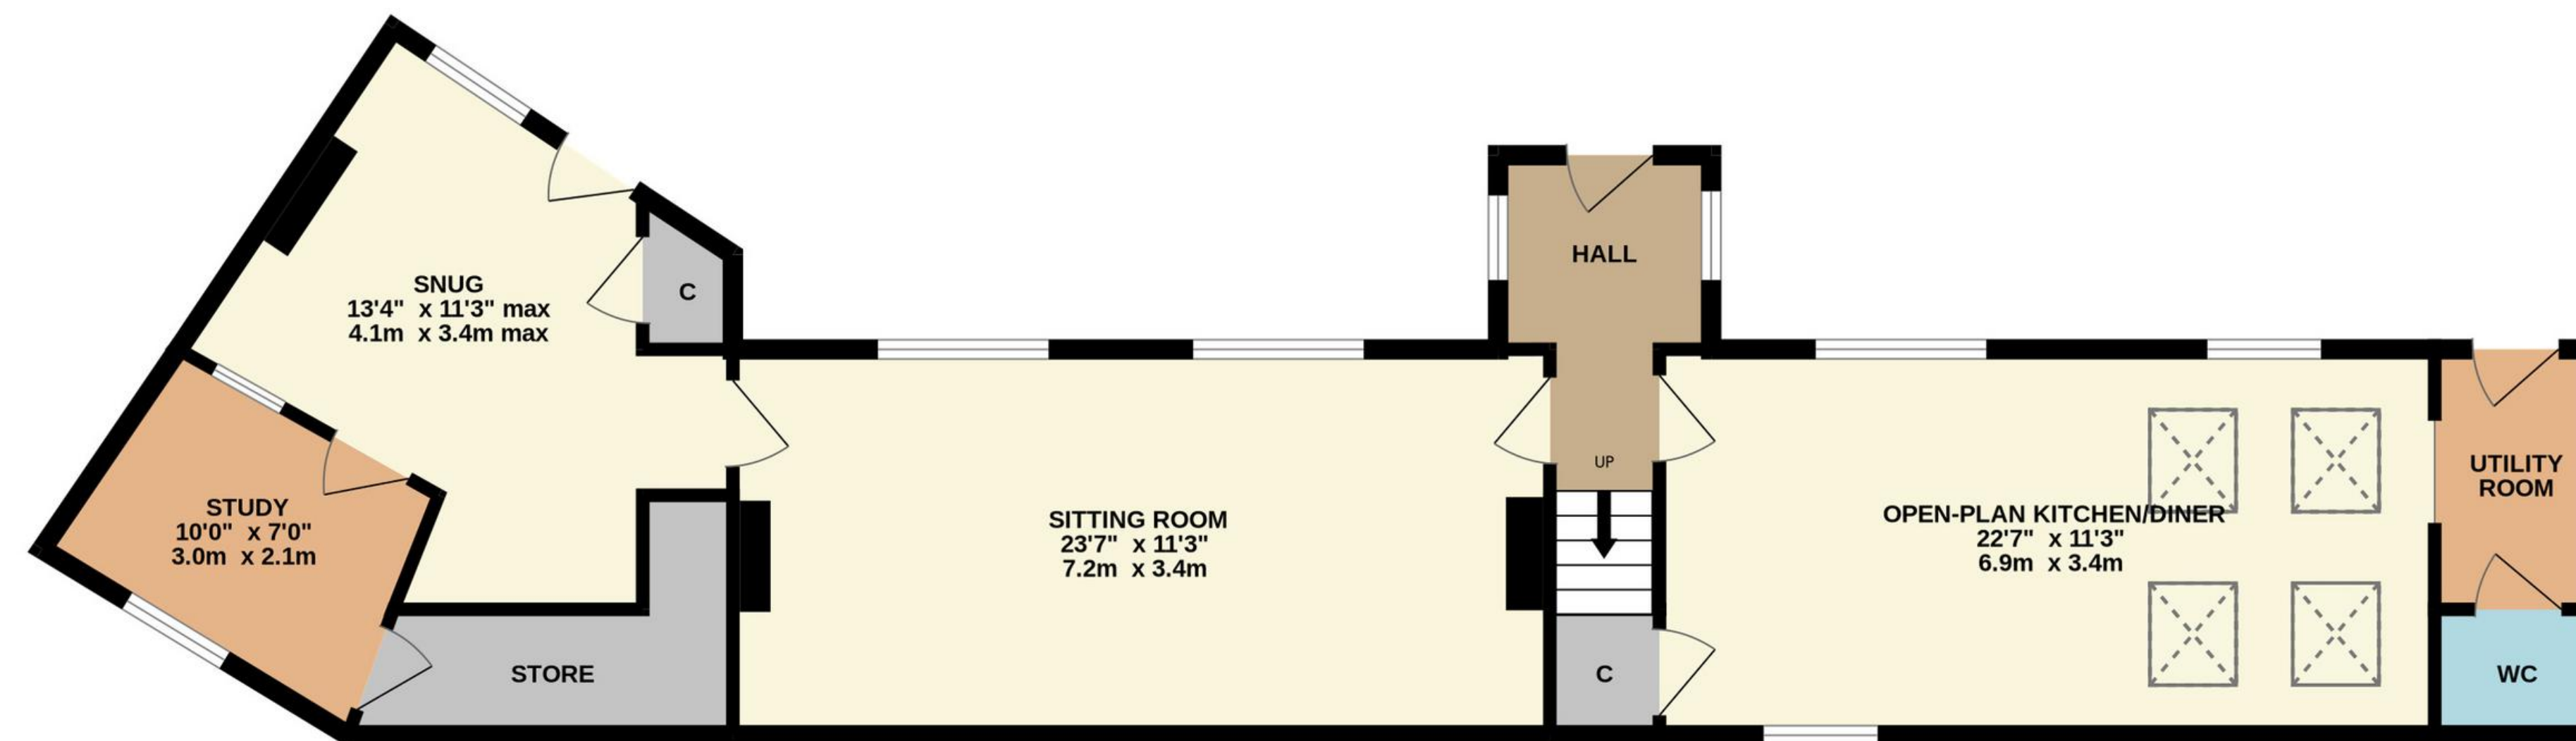 SNUG
13'4" x 11'3" max
4.1m x 3.4m max
C
STUDY
10'0" x 7'0"
3.0m x 2.1m
STORE
SITTING ROOM
23'7" x 11'3"
7.2m x 3.4m
HALL
UP
C
OPEN-PLAN KITCHEN/DINER
22'7" x 11'3"
6.9m x 3.4m
UTILITY
ROOM
WC